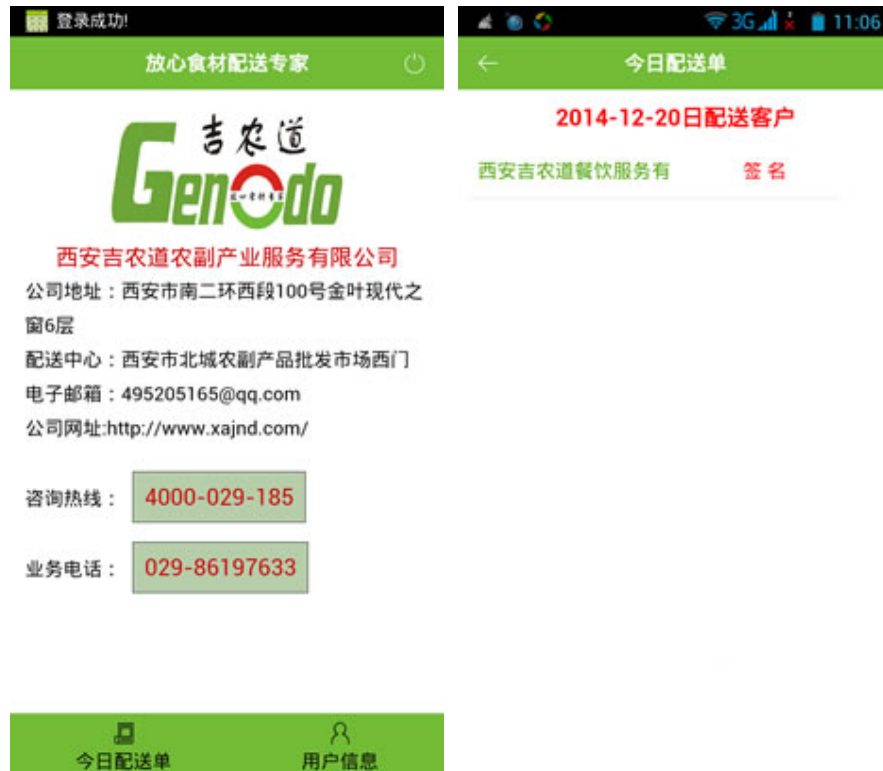 登录成功!
放心食材配送专家
吉农道
Genodo
西安吉农道农副产业服务有限公司
公司地址：西安市南二环西段100号金叶现代之
窗6层
配送中心：西安市北城农副产品批发市场西门
电子邮箱：495205165@qq.com
公司网址:http://www.xajnd.com/
咨询热线： 4000-029-185
业务电话： 029-86197633
今日配送单 用户信息
3G 11:06
今日配送单
2014-12-20日配送客户
西安吉农道餐饮服务有 签 名